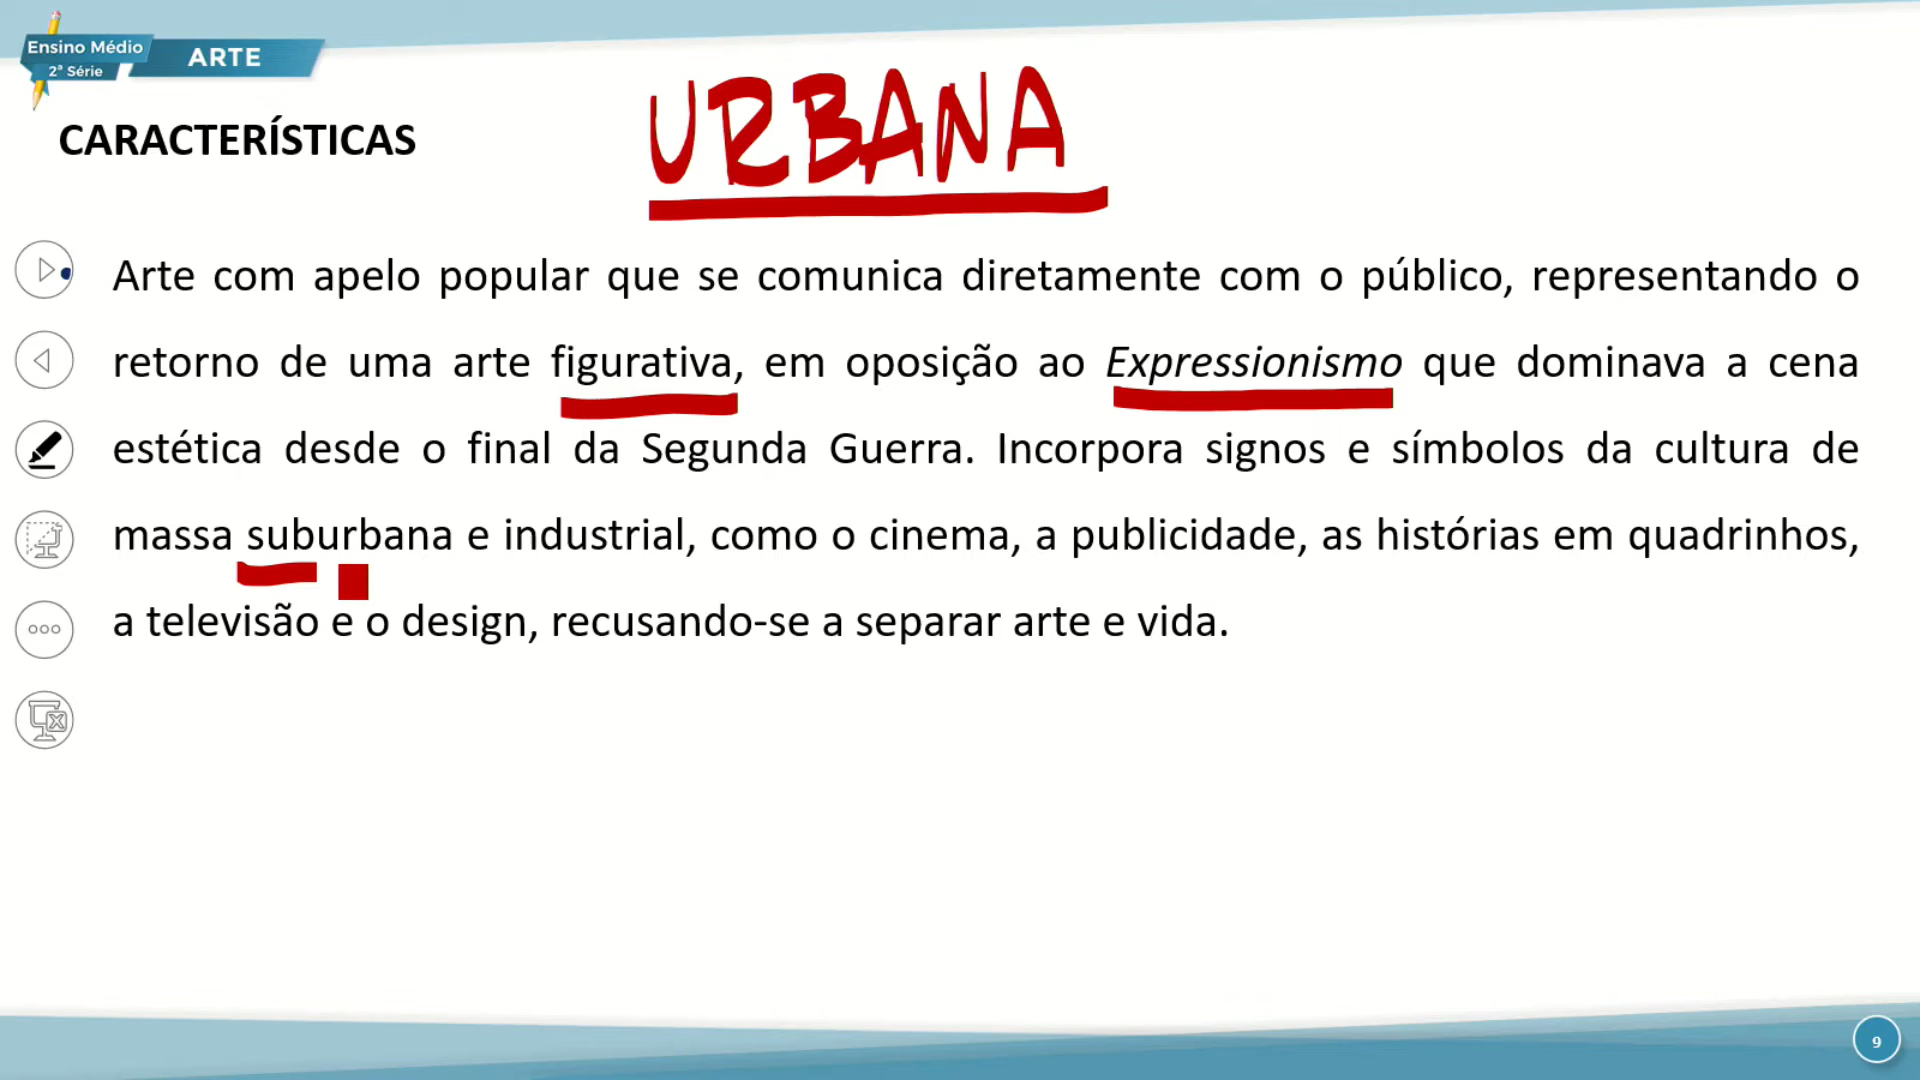 Ensino Médio
2ª Série
ARTE
URBANA
CARACTERÍSTICAS
Arte com apelo popular que se comunica diretamente com o público, representando o
retorno de uma arte figurativa, em oposição ao Expressionismo que dominava a cena
estética desde o final da Segunda Guerra. Incorpora signos e símbolos da cultura de
massa suburbana e industrial, como o cinema, a publicidade, as histórias em quadrinhos,
a televisão e o design, recusando-se a separar arte e vida.
9